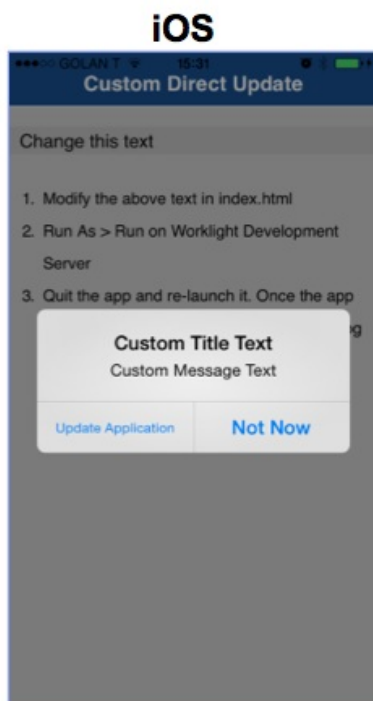 iOS
GOLAN T 15:31
Custom Direct Update
Change this text
1. Modify the above text in index.html
2. Run As > Run on Worklight Development
Server
3. Quit the app and re-launch it. Once the app
Custom Title Text
Custom Message Text
Update Application Not Now